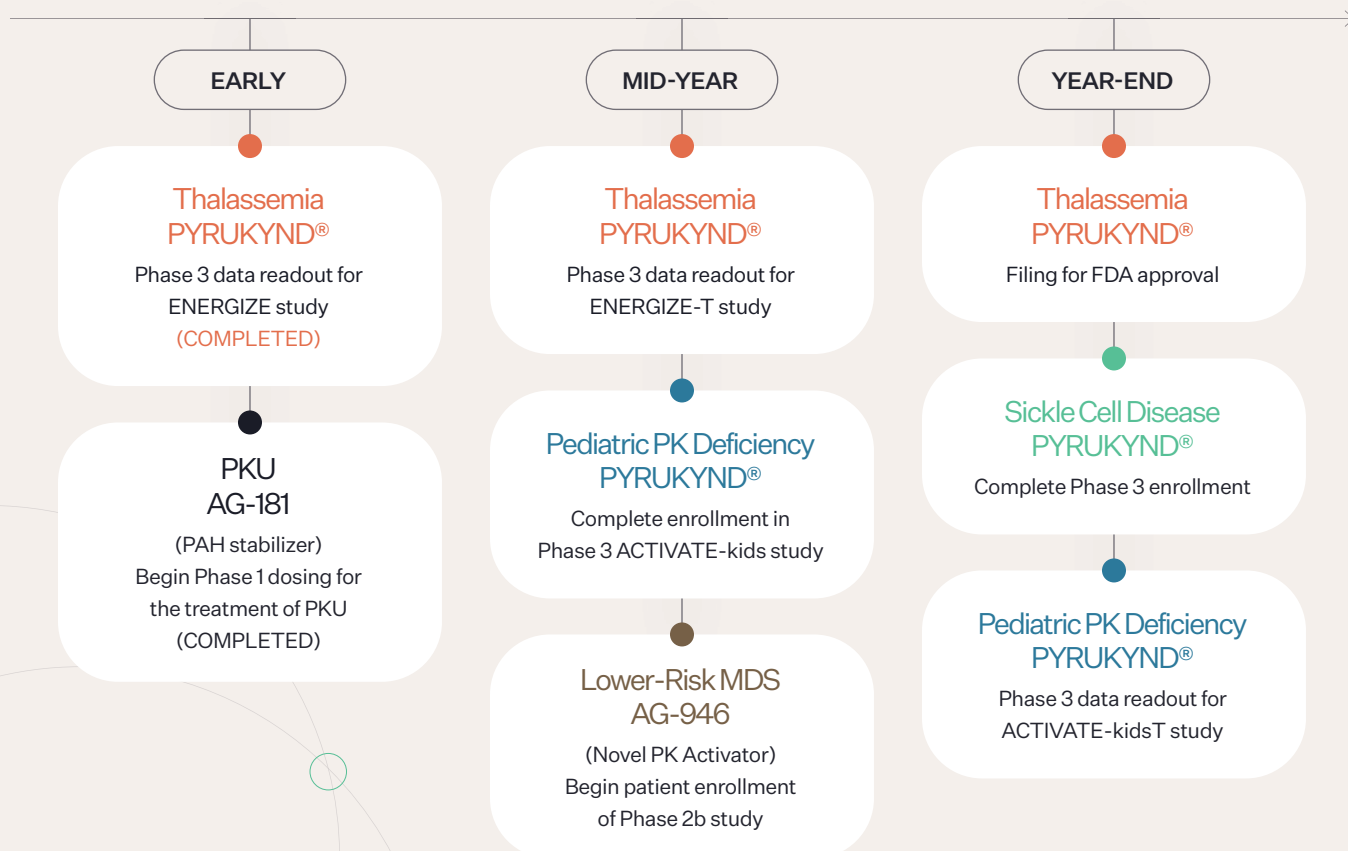 EARLY
Thalassemia
PYRUKYND®
Phase 3 data readout for
ENERGIZE study
(COMPLETED)
PKU
AG-181
(PAH stabilizer)
Begin Phase 1 dosing for
the treatment of PKU
(COMPLETED)
MID-YEAR
Thalassemia
PYRUKYND®
Phase 3 data readout for
ENERGIZE-T study
Pediatric PK Deficiency
PYRUKYND®
Complete enrollment in
Phase 3 ACTIVATE-kids study
Lower-Risk MDS
AG-946
(Novel PK Activator)
Begin patient enrollment
of Phase 2b study
YEAR-END
Thalassemia
PYRUKYND®
Filing for FDA approval
Sickle Cell Disease
PYRUKYND®
Complete Phase 3 enrollment
Pediatric PK Deficiency
PYRUKYND®
Phase 3 data readout for
ACTIVATE-kidsT study